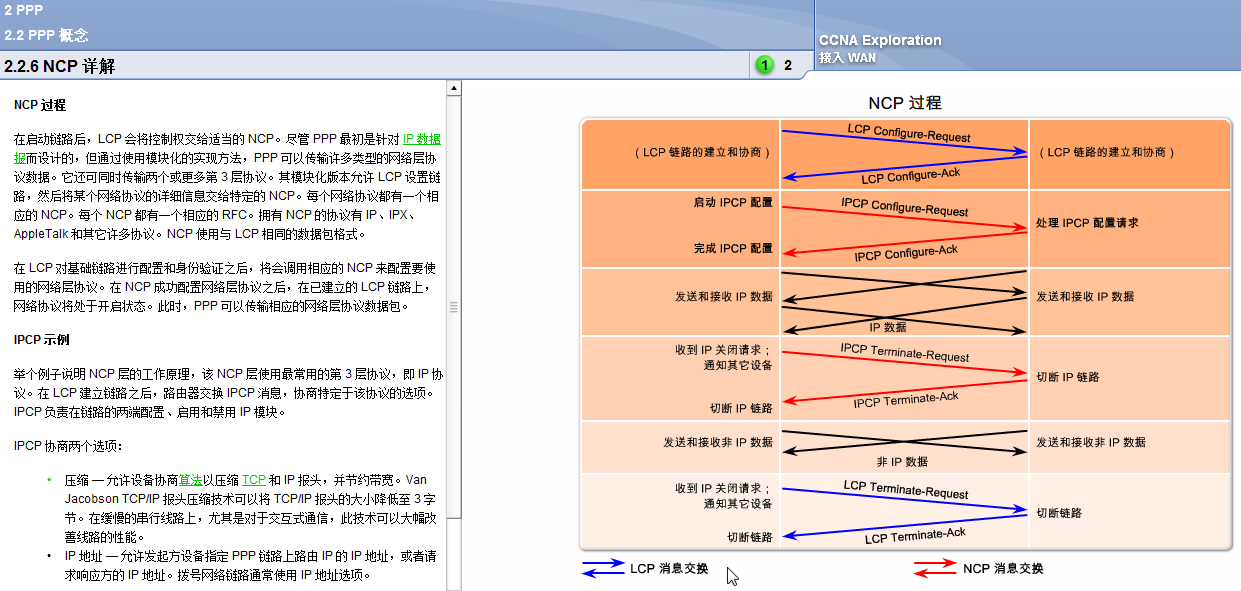 2 PPP
2.2 PPP 概念
CCNA Exploration
接入 WAN
2.2.6 NCP 详解
1 2
NCP 过程
在启动链路后，LCP 会将控制权交给适当的 NCP。尽管 PPP 最初是针对 IP 数据
报而设计的，但通过使用模块化的实现方法，PPP 可以传输许多类型的网络层协
议数据。它还可同时传输两个或更多第 3 层协议。其模块化版本允许 LCP 设置链
路，然后将某个网络协议的详细信息交给特定的 NCP。每个网络协议都有一个相
应的 NCP。每个 NCP 都有一个相应的 RFC。拥有 NCP 的协议有 IP、IPX、
AppleTalk 和其它许多协议。NCP 使用与 LCP 相同的数据包格式。
在 LCP 对基础链路进行配置和身份验证之后，将会调用相应的 NCP 来配置要使
用的网络层协议。在 NCP 成功配置网络层协议之后，在已建立的 LCP 链路上，
网络协议将处于开启状态。此时，PPP 可以传输相应的网络层协议数据包。
IPCP 示例
举个例子说明 NCP 层的工作原理，该 NCP 层使用最常用的第 3 层协议，即 IP 协
议。在 LCP 建立链路之后，路由器交换 IPCP 消息，协商特定于该协议的选项。
IPCP 负责在链路的两端配置、启用和禁用 IP 模块。
IPCP 协商两个选项：
• 压缩 — 允许设备协商算法以压缩 TCP 和 IP 报头，并节约带宽。Van
Jacobson TCP/IP 报头压缩技术可以将 TCP/IP 报头的大小降低至 3 字
节。在缓慢的串行线路上，尤其是对于交互式通信，此技术可以大幅改
善线路的性能。
• IP 地址 — 允许发起方设备指定 PPP 链路上路由 IP 的 IP 地址，或者请
求响应方的 IP 地址。拨号网络链路通常使用 IP 地址选项。
NCP 过程
（LCP 链路的建立和协商）
LCP Configure-Request
LCP Configure-Ack
（LCP 链路的建立和协商）
启动 IPCP 配置
IPCP Configure-Request
处理 IPCP 配置请求
完成 IPCP 配置
IPCP Configure-Ack
发送和接收 IP 数据
发送和接收 IP 数据
IP 数据
收到 IP 关闭请求；
通知其它设备
IPCP Terminate-Request
切断 IP 链路
切断 IP 链路
IPCP Terminate-Ack
发送和接收非 IP 数据
发送和接收非 IP 数据
非 IP 数据
收到 IP 关闭请求；
通知其它设备
LCP Terminate-Request
切断链路
切断链路
LCP Terminate-Ack
LCP 消息交换
NCP 消息交换